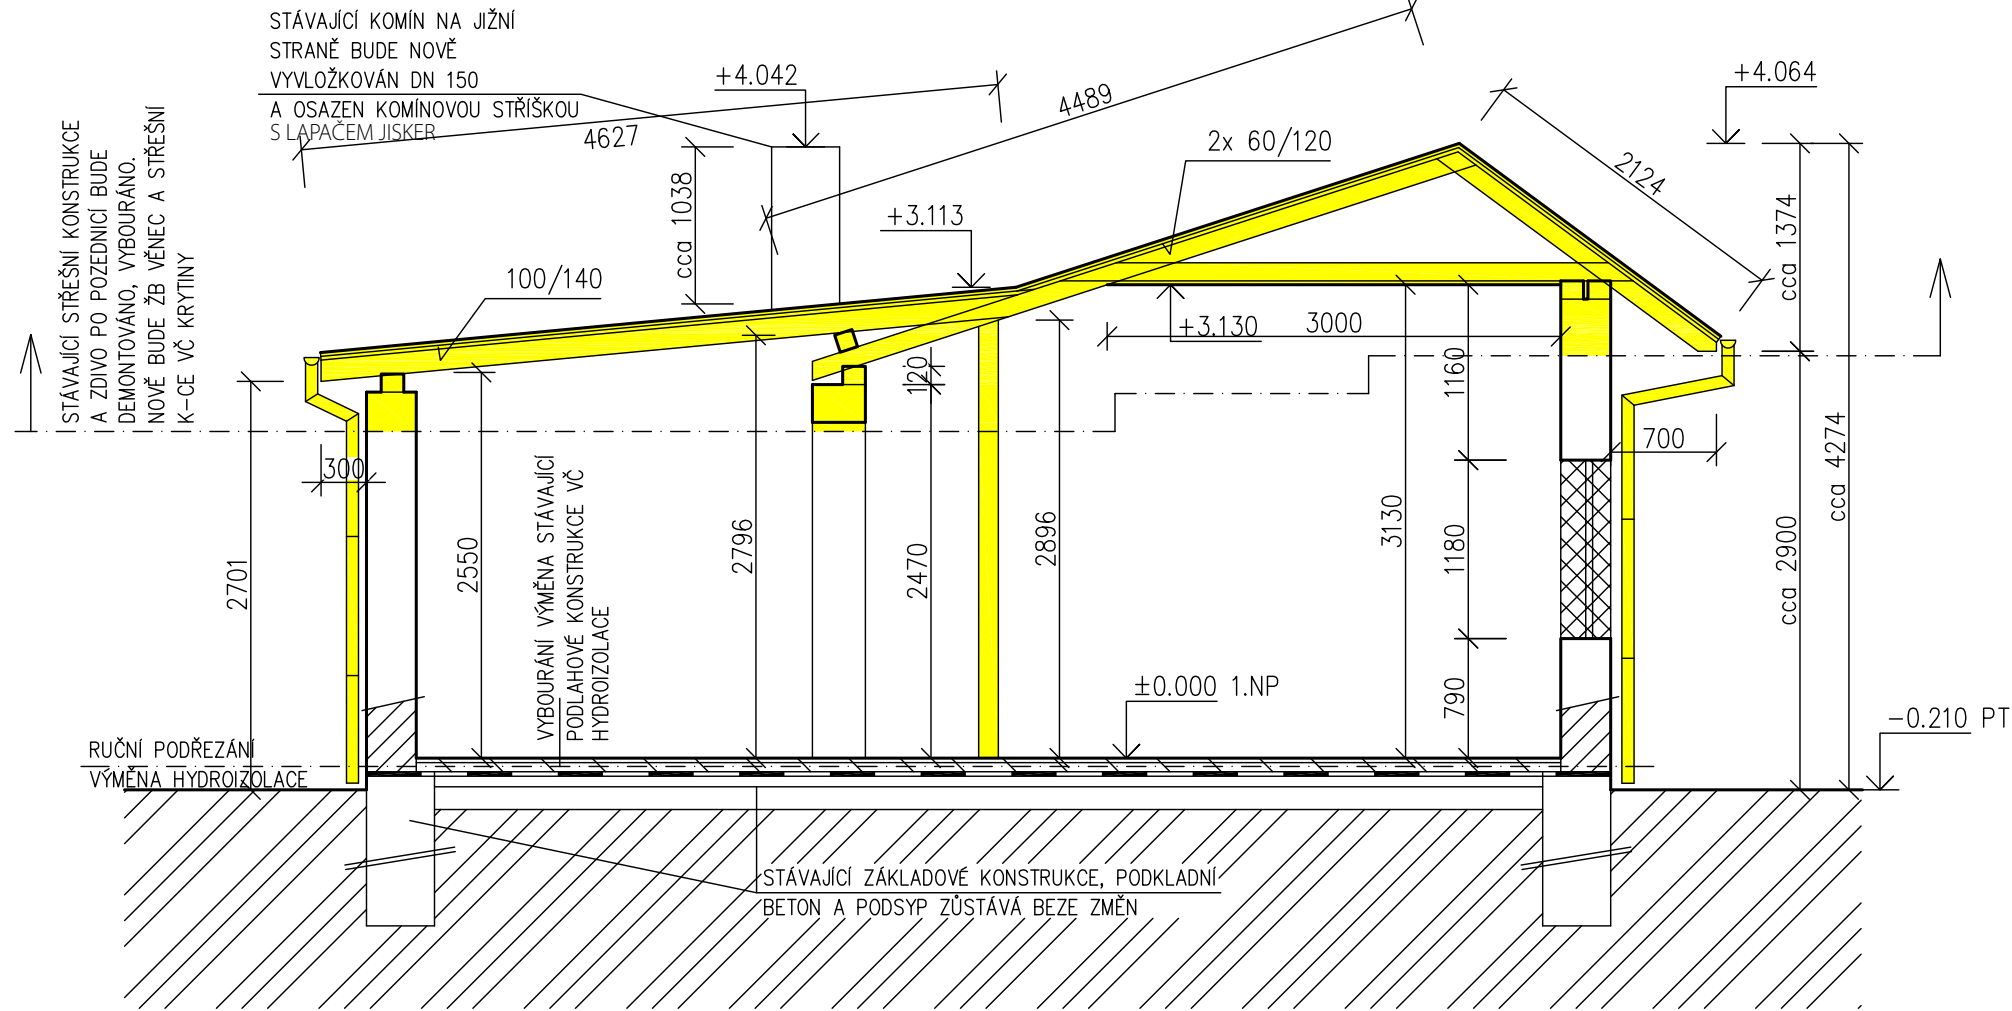 STÁVAJÍCÍ KOMÍN NA JIŽNÍ
STRANĚ BUDE NOVĚ
VYVLOŽKOVÁN DN 150
A OSAZEN KOMÍNOVOU STŘÍŠKOU
S LAPAČEM JISKER
STÁVAJÍCÍ STŘEŠNÍ KONSTRUKCE
A ZDIVO PO POZEDNICÍ BUDE
DEMONTOVÁNO, VYBOURÁNO.
NOVĚ BUDE ŽB VĚNEC A STŘEŠNÍ
K-CE VČ KRYTINY
+4.042
4627
4489
+4.064
2x 60/120
2124
cca 1038
+3.113
100/140
cca 1374
+3.130
3000
1160
120
300
700
cca 4274
2701
2550
VYBOURÁNÍ VÝMĚNA STÁVAJÍCÍ
PODLAHOVÉ KONSTRUKCE VČ
HYDROIZOLACE
2796
2470
2896
3130
1180
cca 2900
790
±0.000 1.NP
-0.210 PT
RUČNÍ PODŘEZÁNÍ
VÝMĚNA HYDROIZOLACE
STÁVAJÍCÍ ZÁKLADOVÉ KONSTRUKCE, PODKLADNÍ
BETON A PODSYP ZŮSTÁVÁ BEZE ZMĚN